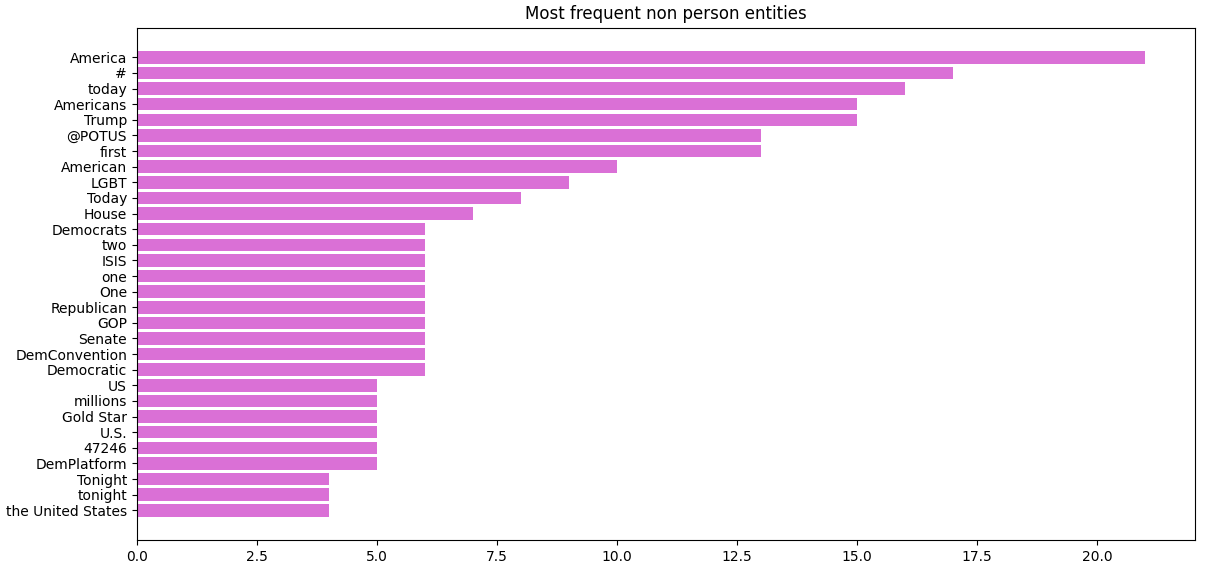 Most frequent non person entities
America
#
today
Americans
Trump
@POTUS
first
American
LGBT
Today
House
Democrats
two
ISIS
one
One
Republican
GOP
Senate
DemConvention
Democratic
US
millions
Gold Star
U.S.
47246
DemPlatform
Tonight
tonight
the United States
0.0 2.5 5.0 7.5 10.0 12.5 15.0 17.5 20.0